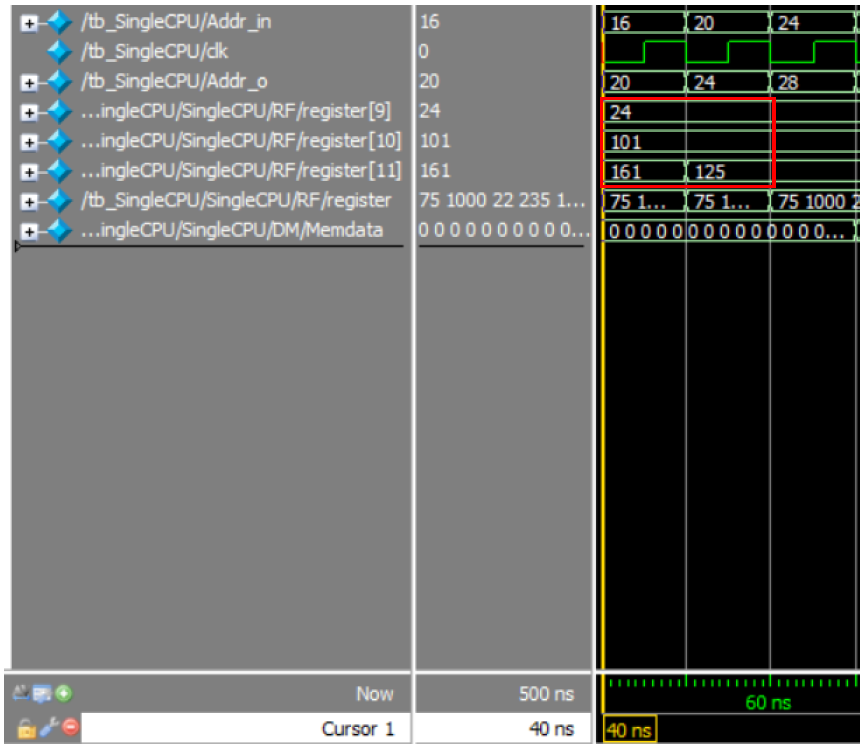 /tb_SingleCPU/Addr_in 16 16 20 24
/tb_SingleCPU/clk 0
/tb_SingleCPU/Addr_o 20 20 24 28
...ingleCPU/SingleCPU/RF/register[9] 24 24
...ingleCPU/SingleCPU/RF/register[10] 101 101
...ingleCPU/SingleCPU/RF/register[11] 161 161 125
/tb_SingleCPU/SingleCPU/RF/register 75 1000 22 235 1... 75 1... 75 1... 75 1000 2
...ingleCPU/SingleCPU/DM/Memdata 0 0 0 0 0 0 0 0 0 0... 0 0 0 0 0 0 0 0 0 0 0 0 0...
Now 500 ns 60 ns
Cursor 1 40 ns 40 ns